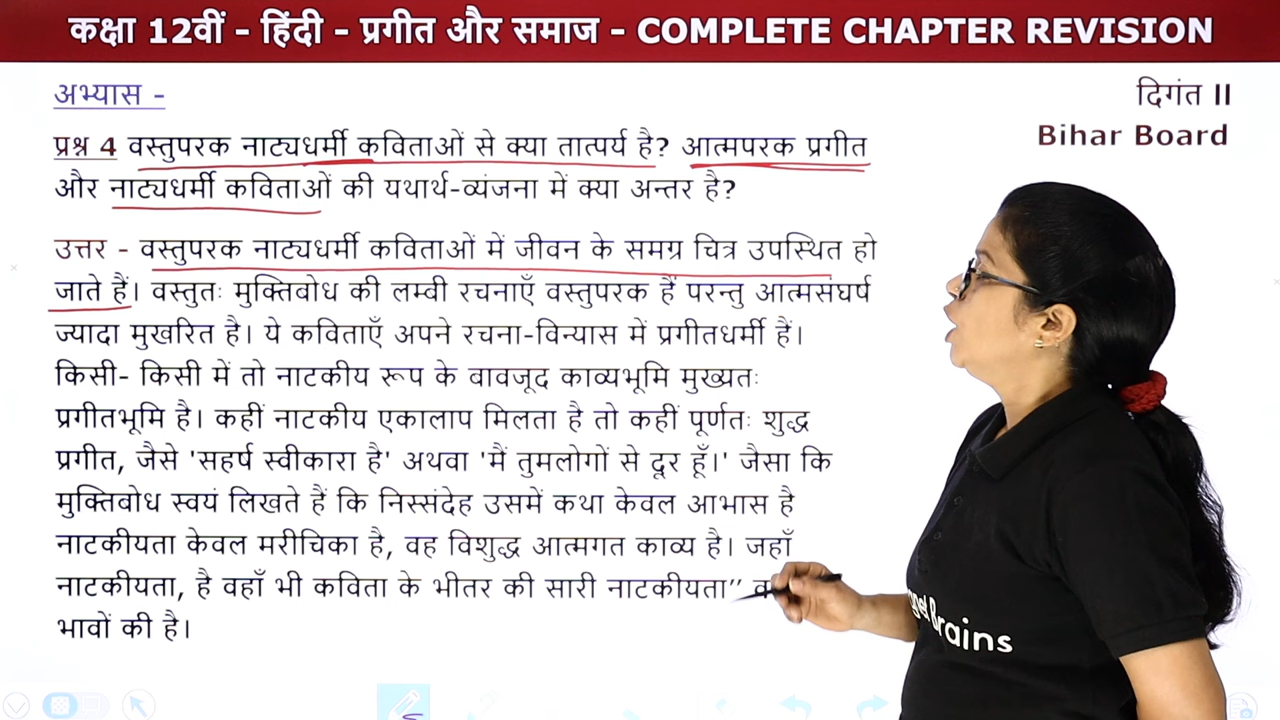 कक्षा 12वीं - हिंदी - प्रगीत और समाज - COMPLETE CHAPTER REVISION
अभ्यास -
दिगंत II
Bihar Board
प्रश्न 4 वस्तुपरक नाट्यधर्मी कविताओं से क्या तात्पर्य है? आत्मपरक प्रगीत
और नाट्यधर्मी कविताओं की यथार्थ-व्यंजना में क्या अन्तर है?
उत्तर - वस्तुपरक नाट्यधर्मी कविताओं में जीवन के समग्र चित्र उपस्थित हो
जाते हैं। वस्तुतः मुक्तिबोध की लम्बी रचनाएँ वस्तुपरक हैं परन्तु आत्मसंघर्ष
ज्यादा मुखरित है। ये कविताएँ अपने रचना-विन्यास में प्रगीतधर्मी हैं।
किसी- किसी में तो नाटकीय रूप के बावजूद काव्यभूमि मुख्यतः
प्रगीतभूमि है। कहीं नाटकीय एकालाप मिलता है तो कहीं पूर्णतः शुद्ध
प्रगीत, जैसे 'सहर्ष स्वीकारा है' अथवा 'मैं तुमलोगों से दूर हूँ।' जैसा कि
मुक्तिबोध स्वयं लिखते हैं कि निस्संदेह उसमें कथा केवल आभास है
नाटकीयता केवल मरीचिका है, वह विशुद्ध आत्मगत काव्य है। जहाँ
नाटकीयता, है वहाँ भी कविता के भीतर की सारी नाटकीयता''
भावों की है।
Brains